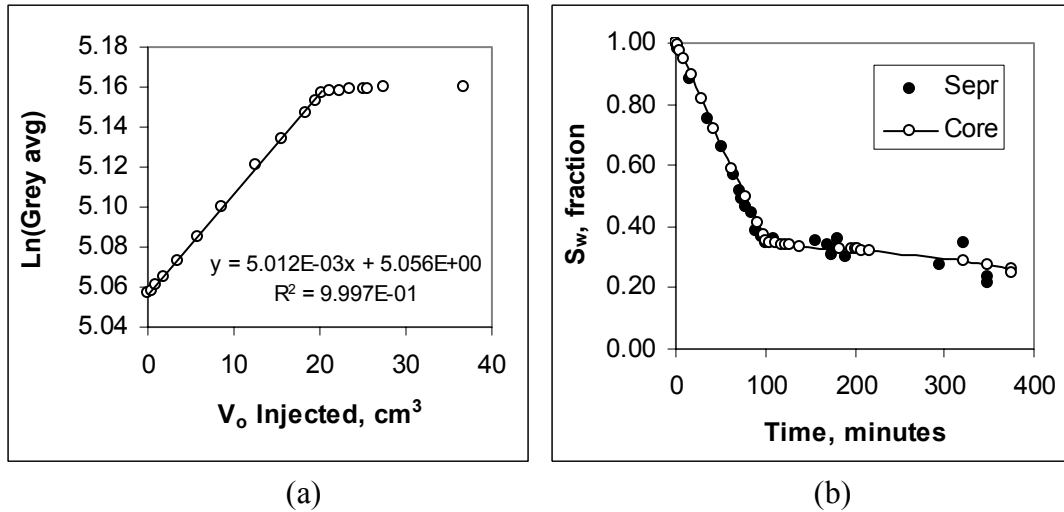 5.18
5.16
5.14
5.12
5.10
5.08
5.06
5.04
Ln(Grey avg)
y = 5.012E-03x + 5.056E+00
R² = 9.997E-01
0 10 20 30 40
V₀ Injected, cm³
(a)
1.00
0.80
0.60
0.40
0.20
0.00
S_w, fraction
Sepr
Core
0 100 200 300 400
Time, minutes
(b)